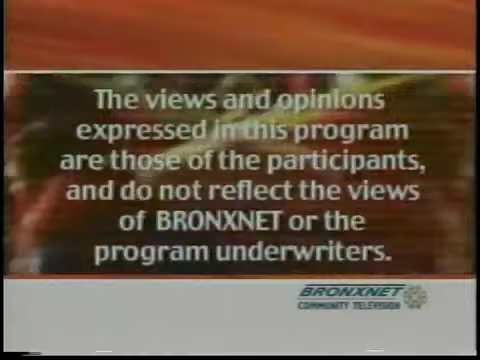 The views and opinions
expressed in this program
are those of the participants,
and do not reflect the views
of BRONXNET or the
program underwriters.
BRONXNET
COMMUNITY TELEVISION